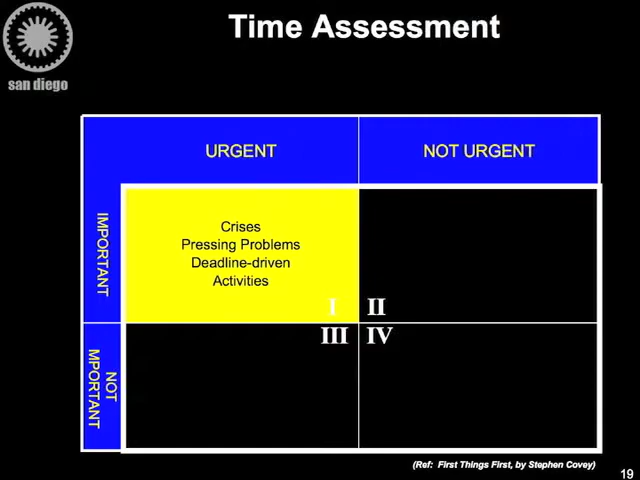 Time Assessment
san diego
URGENT
NOT URGENT
IMPORTANT
Crises
Pressing Problems
Deadline-driven
Activities
I
II
III
IV
NOT
MPORTANT
(Ref: First Things First, by Stephen Covey)
19